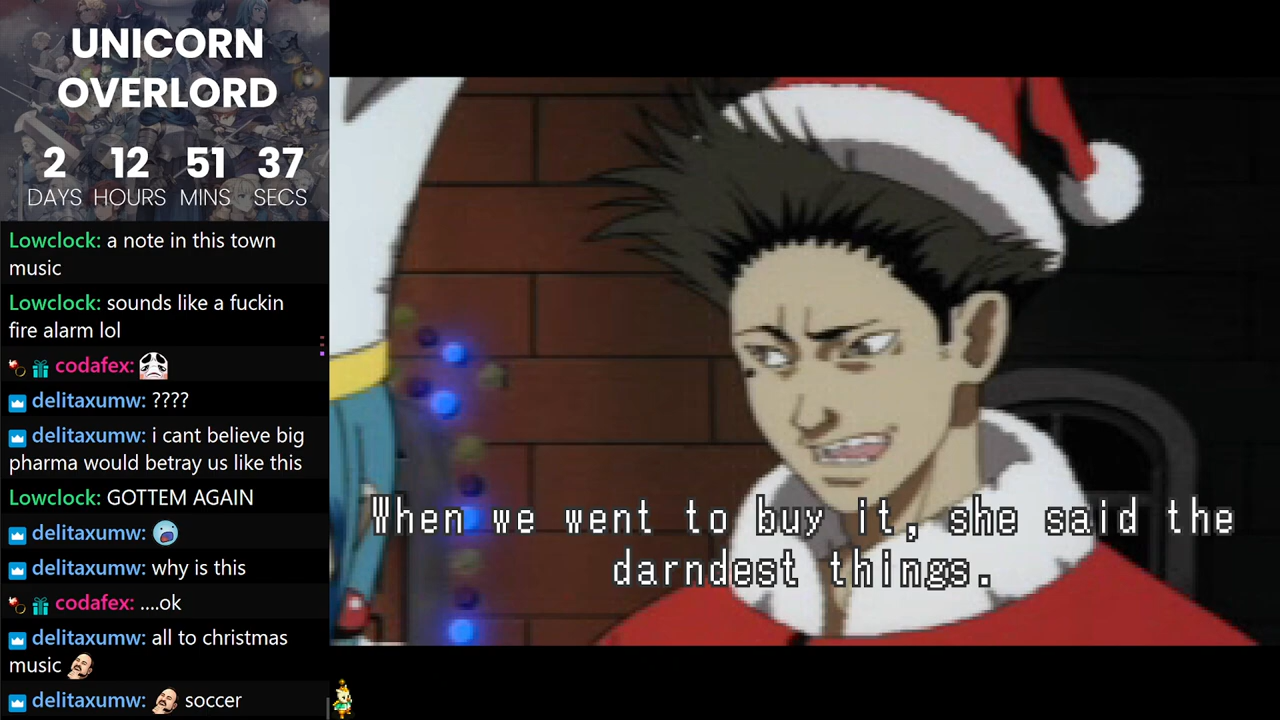 UNICORN
OVERLORD
2 12 51 37
DAYS HOURS MINS SECS
Lowclock: a note in this town
music
Lowclock: sounds like a fuckin
fire alarm lol
codafex:
delitaxumw: ????
delitaxumw: i cant believe big
pharma would betray us like this
Lowclock: GOTTEM AGAIN
delitaxumw:
delitaxumw: why is this
codafex: ....ok
delitaxumw: all to christmas
music
delitaxumw: soccer
When we went to buy it, she said the
darndest things.